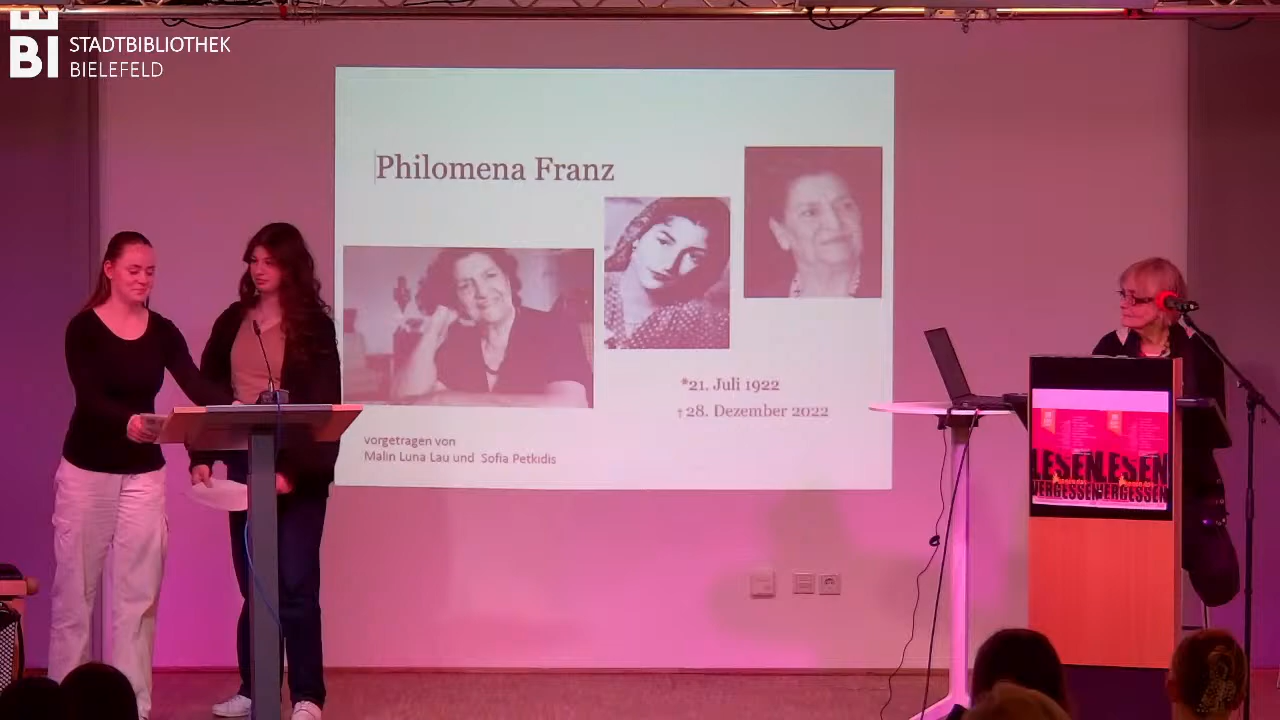 BI STADTBIBLIOTHEK
BIELEFELD
Philomena Franz
*21. Juli 1922
†28. Dezember 2022
vorgetragen von
Malin Luna Lau und Sofia Petkidis
LESEN LESEN
VERGESSEN VERGESSEN